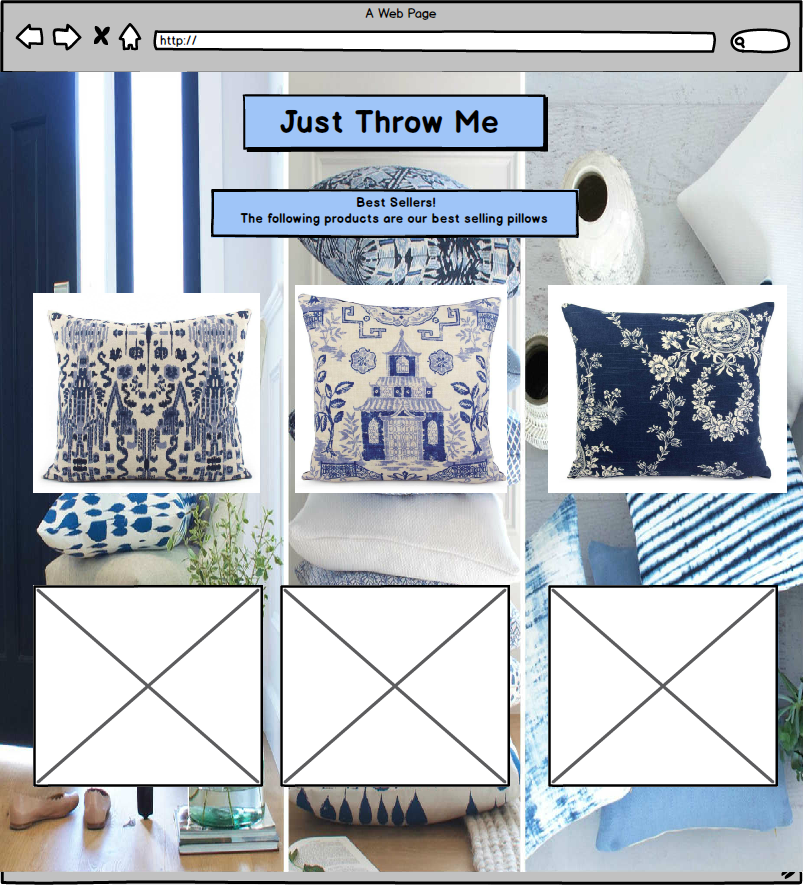 A Web Page
http://
Just Throw Me
Best Sellers!
The following products are our best selling pillows